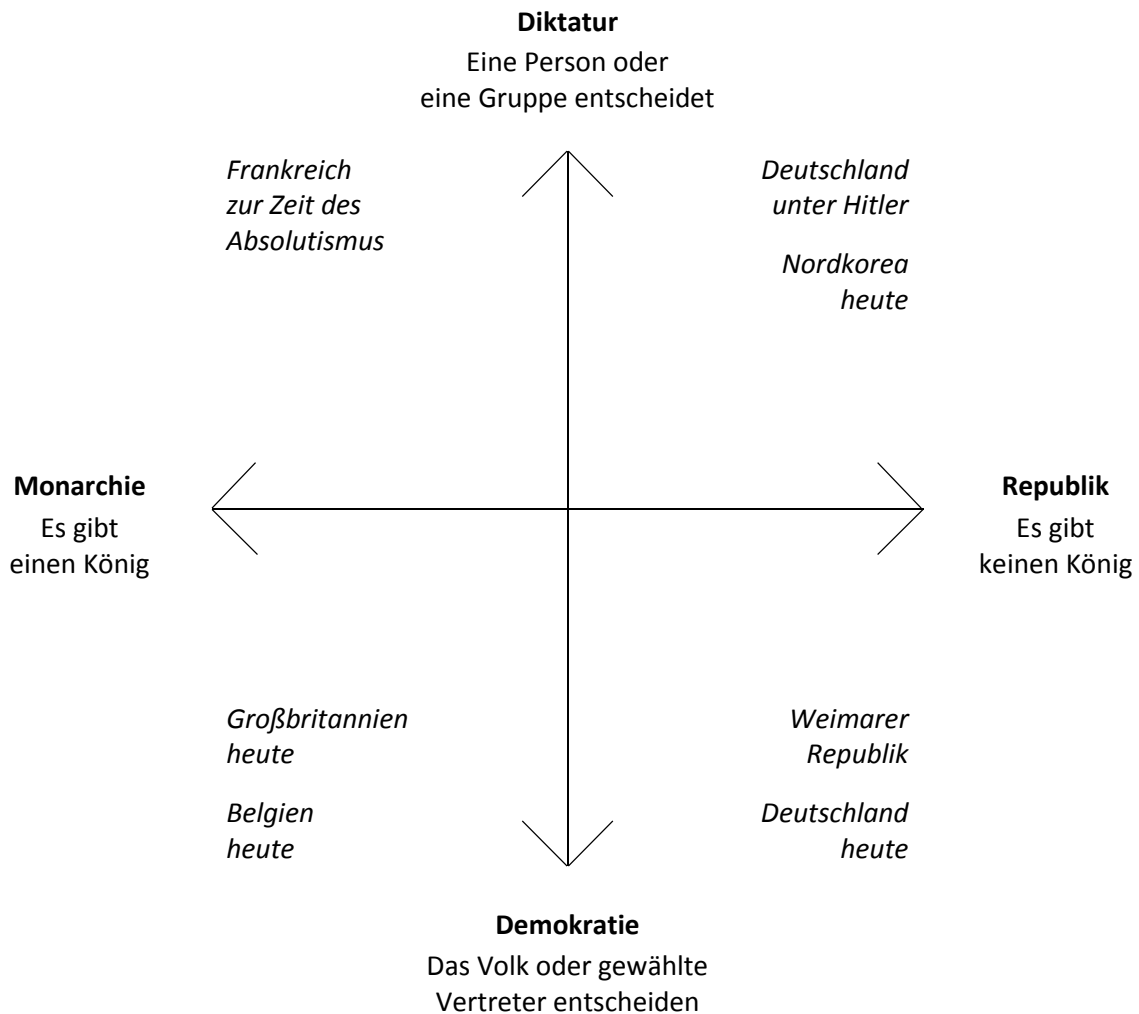 Diktatur
Eine Person oder
eine Gruppe entscheidet
Frankreich
zur Zeit des
Absolutismus
Deutschland
unter Hitler
Nordkorea
heute
Monarchie
Es gibt
einen König
Republik
Es gibt
keinen König
Großbritannien
heute
Belgien
heute
Weimarer
Republik
Deutschland
heute
Demokratie
Das Volk oder gewählte
Vertreter entscheiden